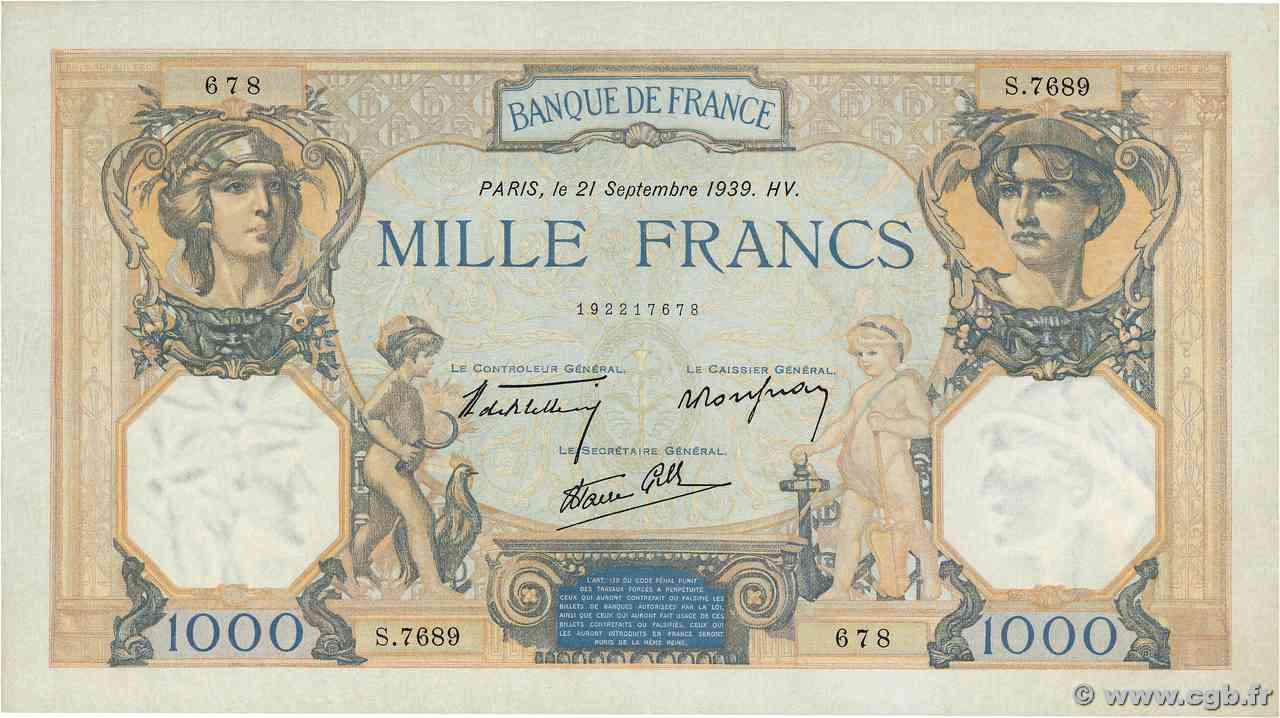 678
S.7689
BANQUE DE FRANCE
PARIS, le 21 Septembre 1939. HV.
MILLE FRANCS
192217678
LE CONTROLEUR GÉNÉRAL.
LE CAISSIER GÉNÉRAL.
LE SECRÉTAIRE GÉNÉRAL.
L'ART. 139 DU CODE PÉNAL PUNIT
DES TRAVAUX FORCÉS À PERPÉTUITÉ
CEUX QUI AURONT CONTREFAIT OU FALSIFIÉ LES
BILLETS DE BANQUES AUTORISÉES PAR LA LOI,
AINSI QUE CEUX QUI AURONT FAIT USAGE DE CES
BILLETS CONTREFAITS OU FALSIFIÉS, CEUX QUI
LES AURONT INTRODUITS EN FRANCE SERONT
PUNIS DE LA MÊME PEINE.
1000
S.7689
678
1000
© www.cgb.fr